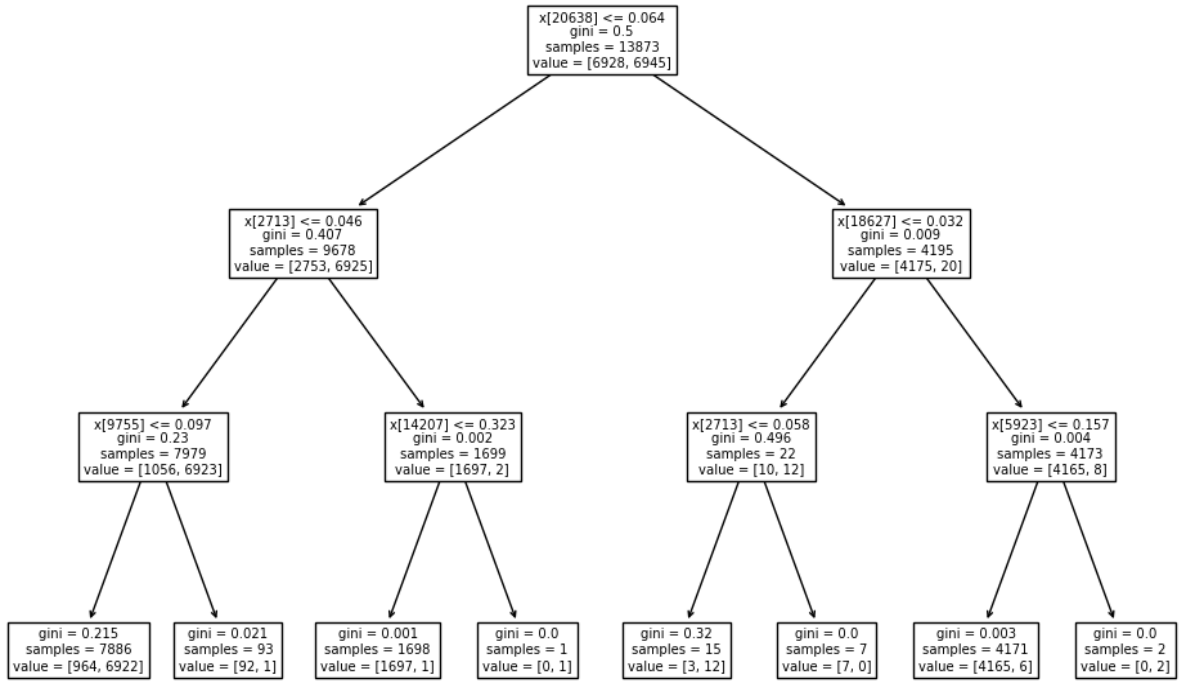 x[20638] <= 0.064
gini = 0.5
samples = 13873
value = [6928, 6945]
x[2713] <= 0.046
gini = 0.407
samples = 9678
value = [2753, 6925]
x[18627] <= 0.032
gini = 0.009
samples = 4195
value = [4175, 20]
x[9755] <= 0.097
gini = 0.23
samples = 7979
value = [1056, 6923]
x[14207] <= 0.323
gini = 0.002
samples = 1699
value = [1697, 2]
x[2713] <= 0.058
gini = 0.496
samples = 22
value = [10, 12]
x[5923] <= 0.157
gini = 0.004
samples = 4173
value = [4165, 8]
gini = 0.215
samples = 7886
value = [964, 6922]
gini = 0.021
samples = 93
value = [92, 1]
gini = 0.001
samples = 1698
value = [1697, 1]
gini = 0.0
samples = 1
value = [0, 1]
gini = 0.32
samples = 15
value = [3, 12]
gini = 0.0
samples = 7
value = [7, 0]
gini = 0.003
samples = 4171
value = [4165, 6]
gini = 0.0
samples = 2
value = [0, 2]